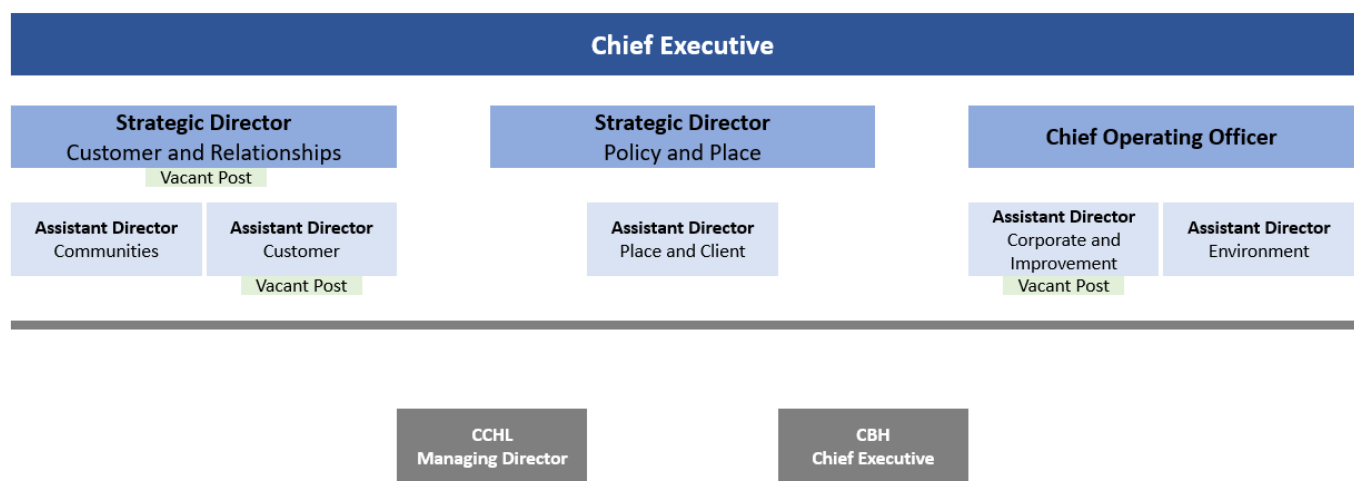 Chief Executive
Strategic Director
Customer and Relationships
Vacant Post
Strategic Director
Policy and Place
Chief Operating Officer
Assistant Director
Communities
Assistant Director
Customer
Vacant Post
Assistant Director
Place and Client
Assistant Director
Corporate and
Improvement
Vacant Post
Assistant Director
Environment
CCHL
Managing Director
CBH
Chief Executive